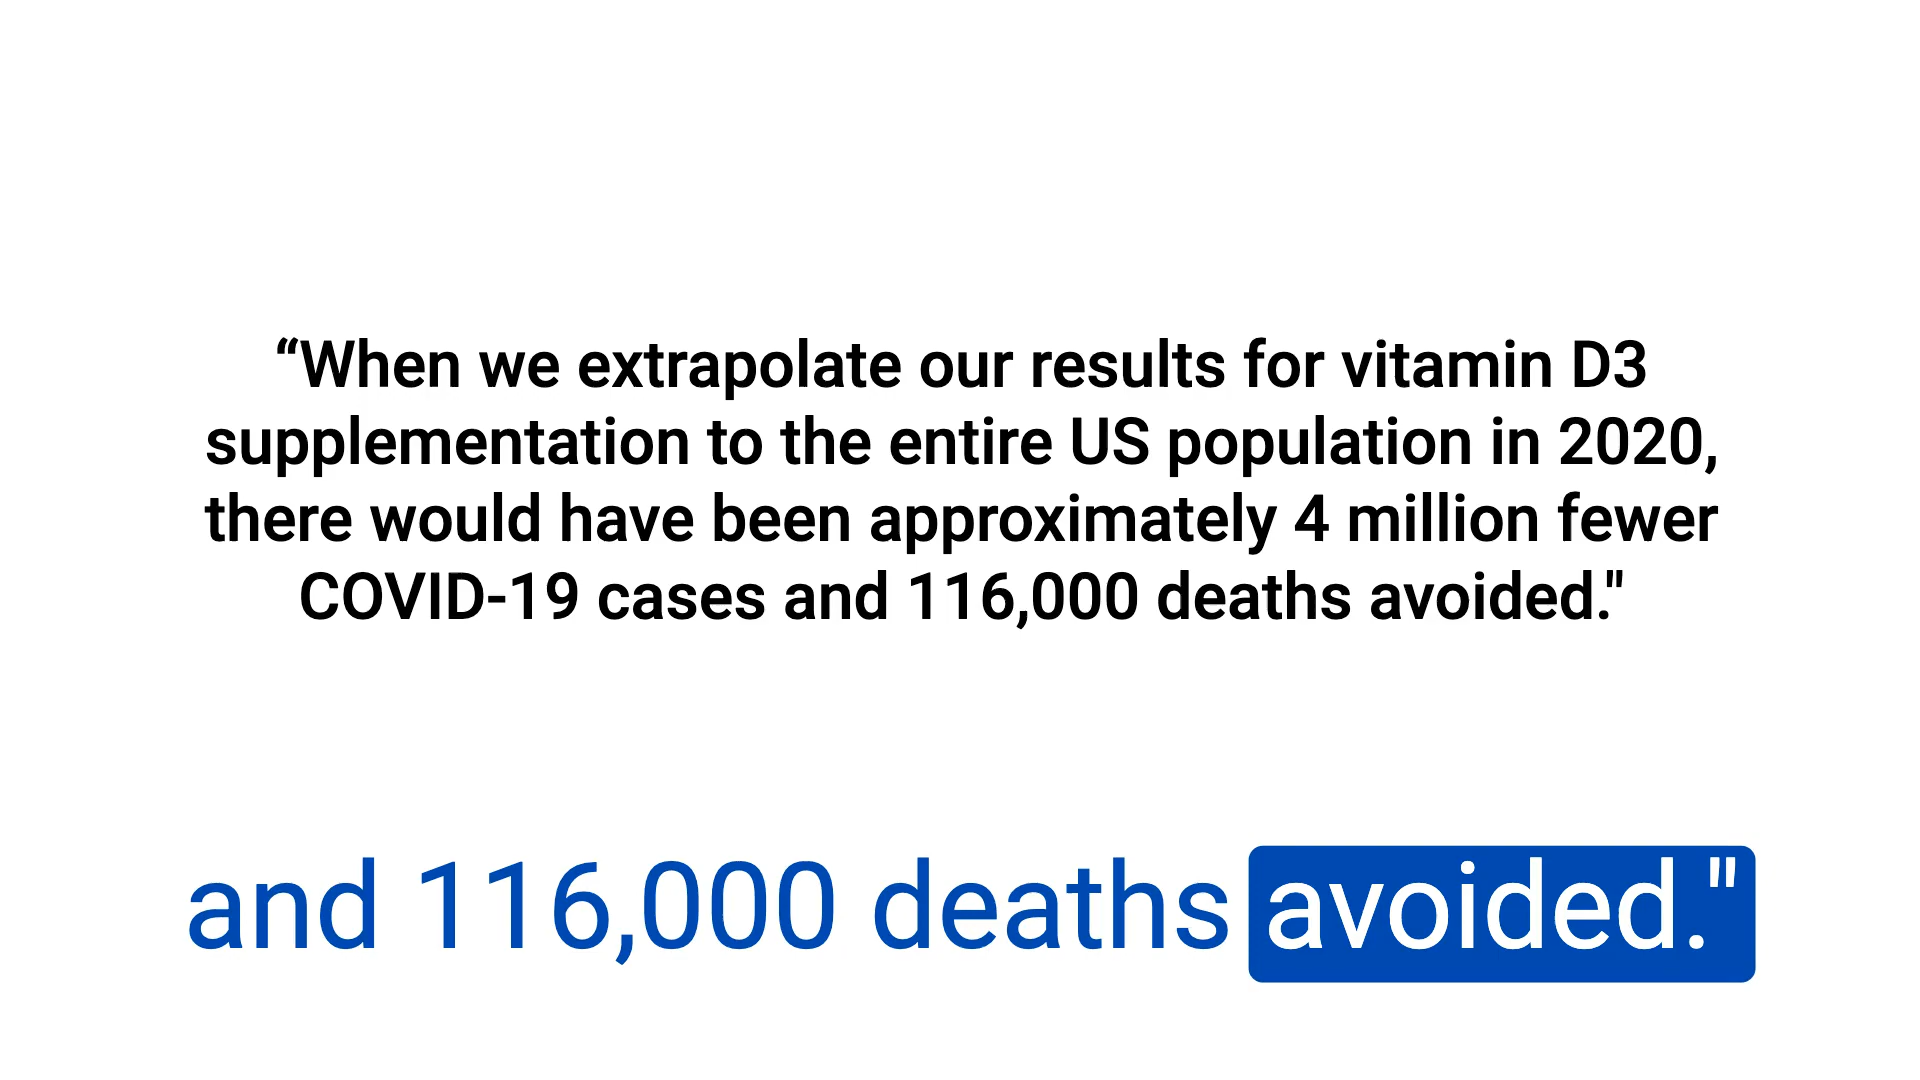 “When we extrapolate our results for vitamin D3
supplementation to the entire US population in 2020,
there would have been approximately 4 million fewer
COVID-19 cases and 116,000 deaths avoided."
and 116,000 deaths avoided."